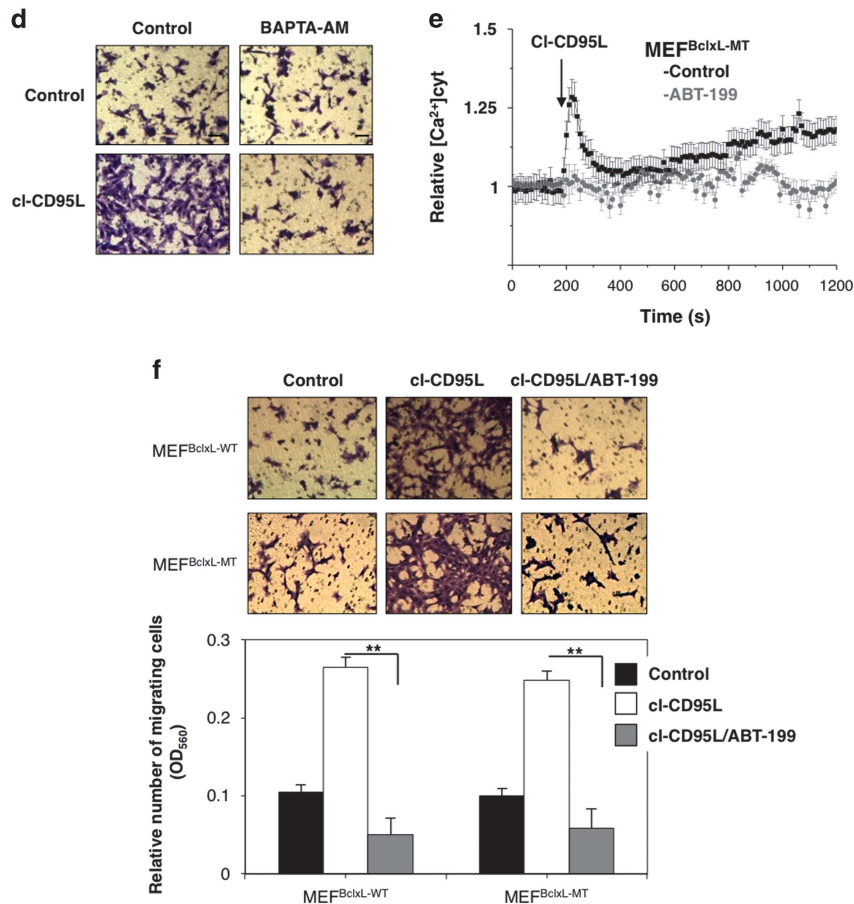 d
Control BAPTA-AM
Control
cl-CD95L
e
1.5
1.25
1
Relative [Ca²⁺]cyt
Cl-CD95L
MEF^BclxL-MT
-Control
-ABT-199
0 200 400 600 800 1000 1200
Time (s)
f
Control cl-CD95L cl-CD95L/ABT-199
MEF^BclxL-WT
MEF^BclxL-MT
Relative number of migrating cells
(OD₅₆₀)
0.3
0.2
0.1
0
**
**
Control
cl-CD95L
cl-CD95L/ABT-199
MEF^BclxL-WT MEF^BclxL-MT